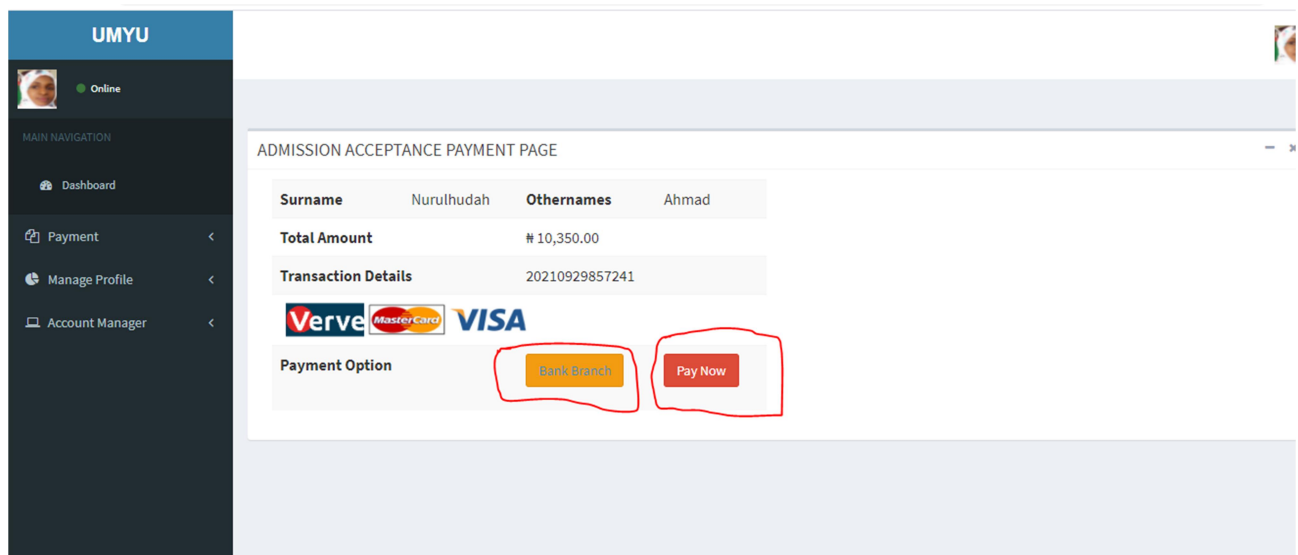 UMYU
Online
MAIN NAVIGATION
Dashboard
Payment
Manage Profile
Account Manager
ADMISSION ACCEPTANCE PAYMENT PAGE
Surname Nurulhudah Othernames Ahmad
Total Amount ₦ 10,350.00
Transaction Details 20210929857241
Verve MasterCard VISA
Payment Option Bank Branch Pay Now